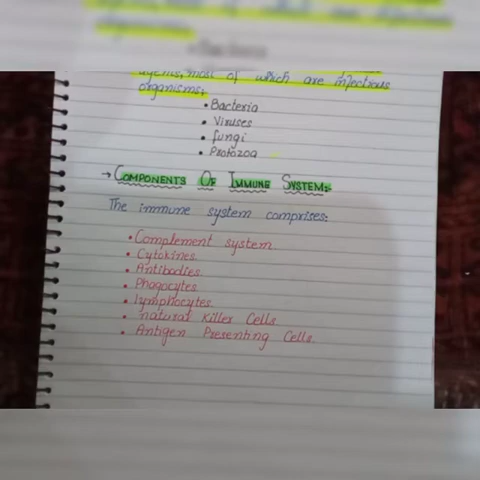 agents, most of which are infectious
organisms:
• Bacteria
• Viruses
• fungi
• Protozoa
→ COMPONENTS OF IMMUNE SYSTEM:
The immune system comprises:
• Complement system
• Cytokines
• Antibodies
• Phagocytes
• lymphocytes
• natural killer Cells
• Antigen Presenting Cells